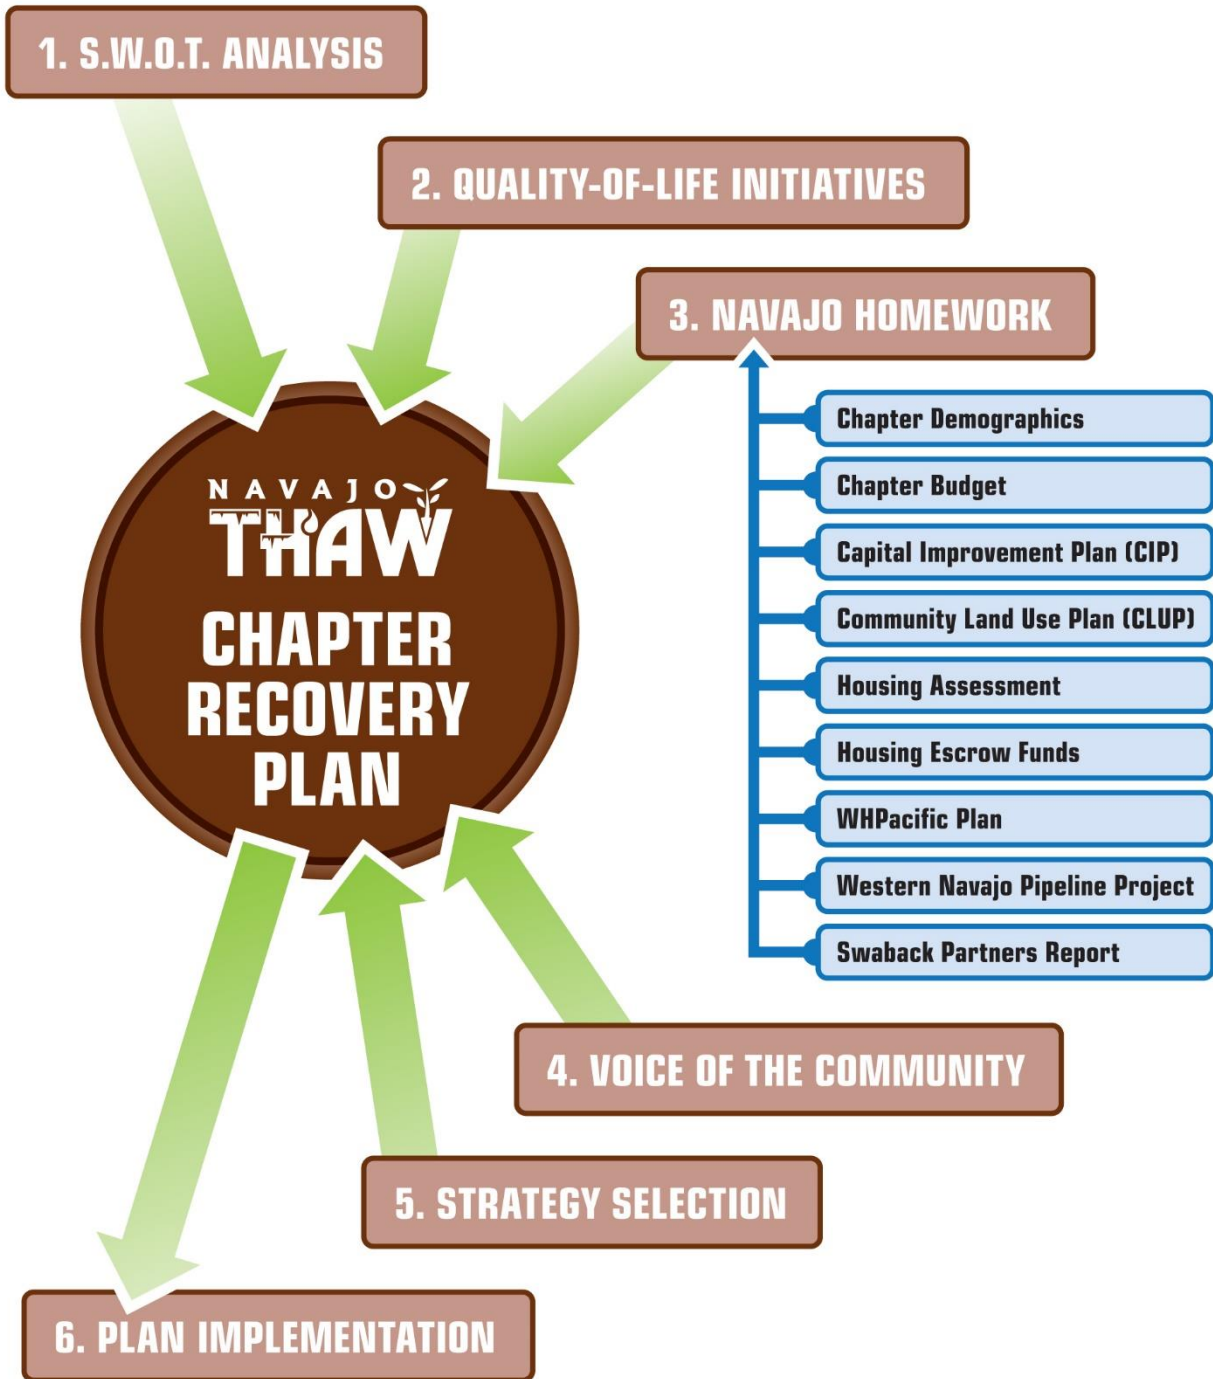 1. S.W.O.T. ANALYSIS
2. QUALITY-OF-LIFE INITIATIVES
3. NAVAJO HOMEWORK
Chapter Demographics
Chapter Budget
Capital Improvement Plan (CIP)
Community Land Use Plan (CLUP)
Housing Assessment
Housing Escrow Funds
WHPacific Plan
Western Navajo Pipeline Project
Swaback Partners Report
NAVAJO
THAW
CHAPTER
RECOVERY
PLAN
4. VOICE OF THE COMMUNITY
5. STRATEGY SELECTION
6. PLAN IMPLEMENTATION